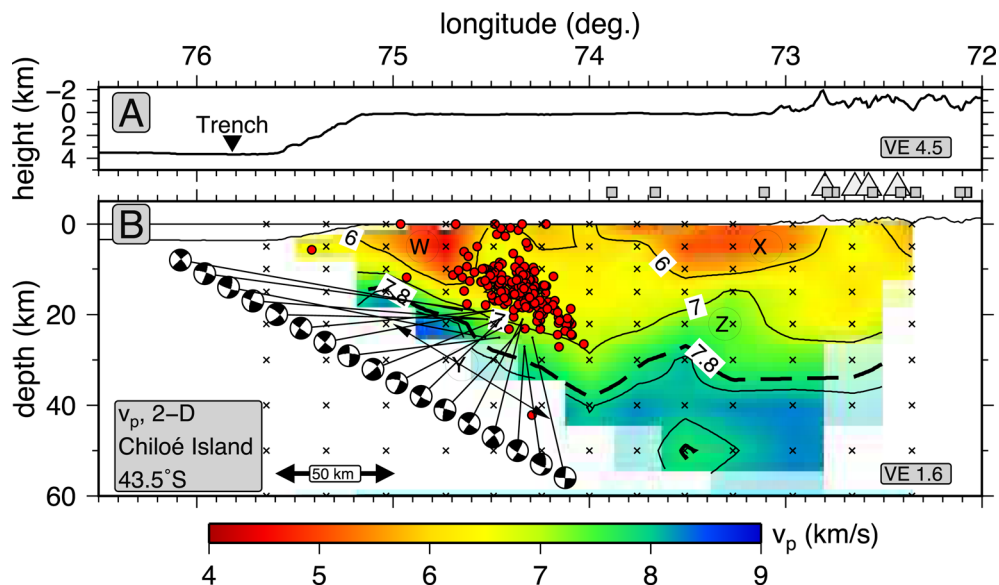 longitude (deg.)
76 75 74 73 72
height (km)
−2
0
2
4
A
Trench
VE 4.5
depth (km)
0
20
40
60
B
6
W
X
6
7.8
7
7
Z
Y
7.8
vp, 2−D
Chiloé Island
43.5°S
50 km
VE 1.6
4 5 6 7 8 9
vp (km/s)